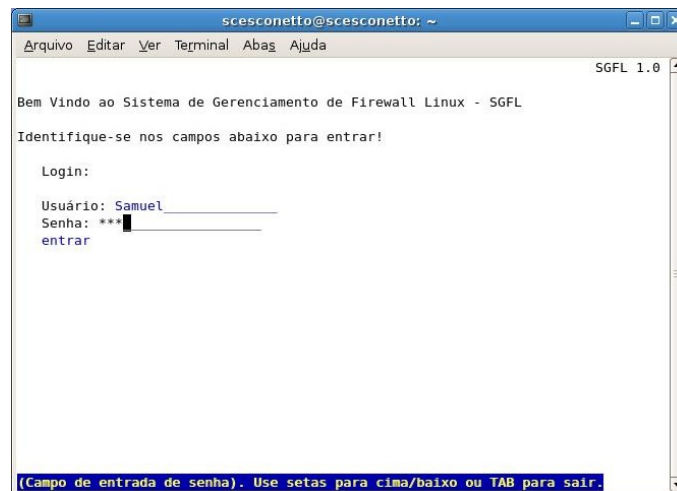 scesconetto@scesconetto: ~
Arquivo Editar Ver Terminal Abas Ajuda
SGFL 1.0
Bem Vindo ao Sistema de Gerenciamento de Firewall Linux - SGFL
Identifique-se nos campos abaixo para entrar!
Login:
Usuário: Samuel______________
Senha: ***_________________
entrar
(Campo de entrada de senha). Use setas para cima/baixo ou TAB para sair.